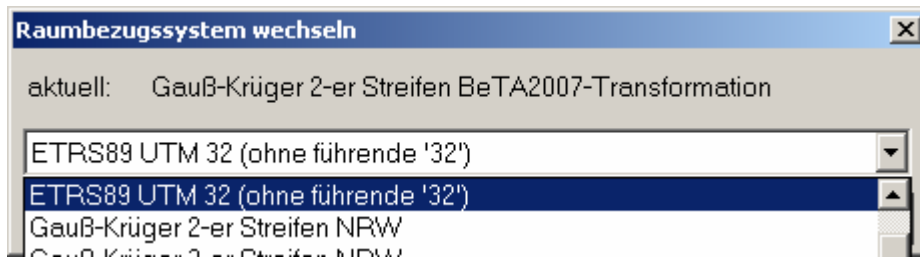 Raumbezugssystem wechseln
aktuell: Gauß-Krüger 2-er Streifen BeTA2007-Transformation
ETRS89 UTM 32 (ohne führende '32')
ETRS89 UTM 32 (ohne führende '32')
Gauß-Krüger 2-er Streifen NRW